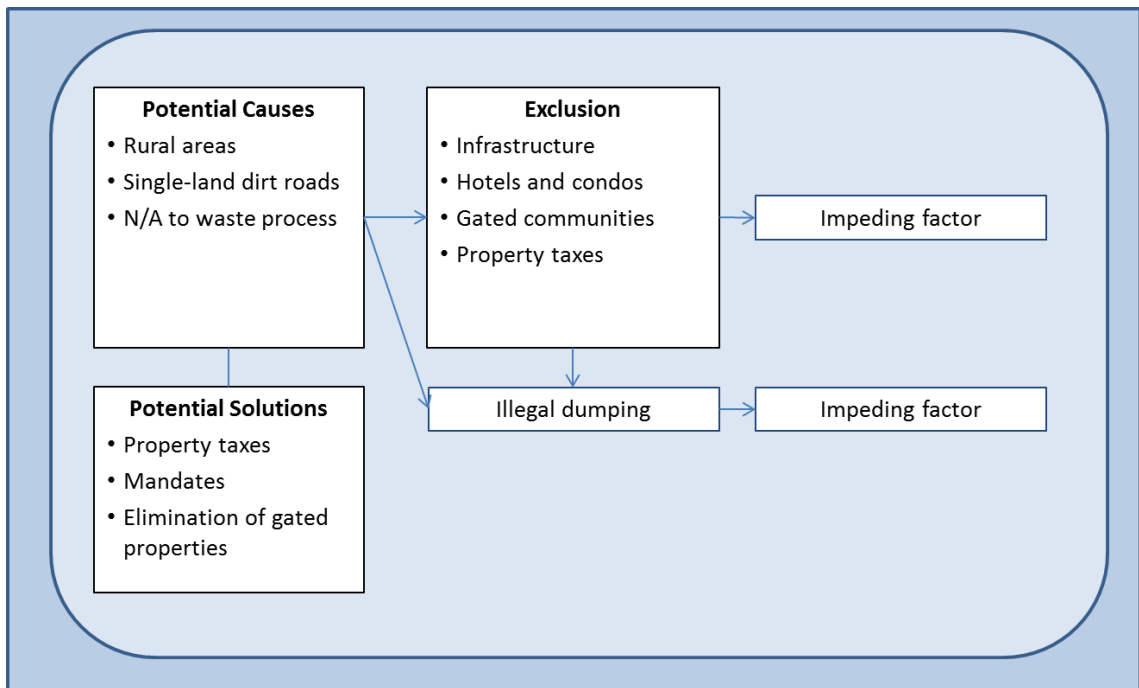 Potential Causes
• Rural areas
• Single-land dirt roads
• N/A to waste process
Exclusion
• Infrastructure
• Hotels and condos
• Gated communities
• Property taxes
Impeding factor
Potential Solutions
• Property taxes
• Mandates
• Elimination of gated
properties
Illegal dumping
Impeding factor